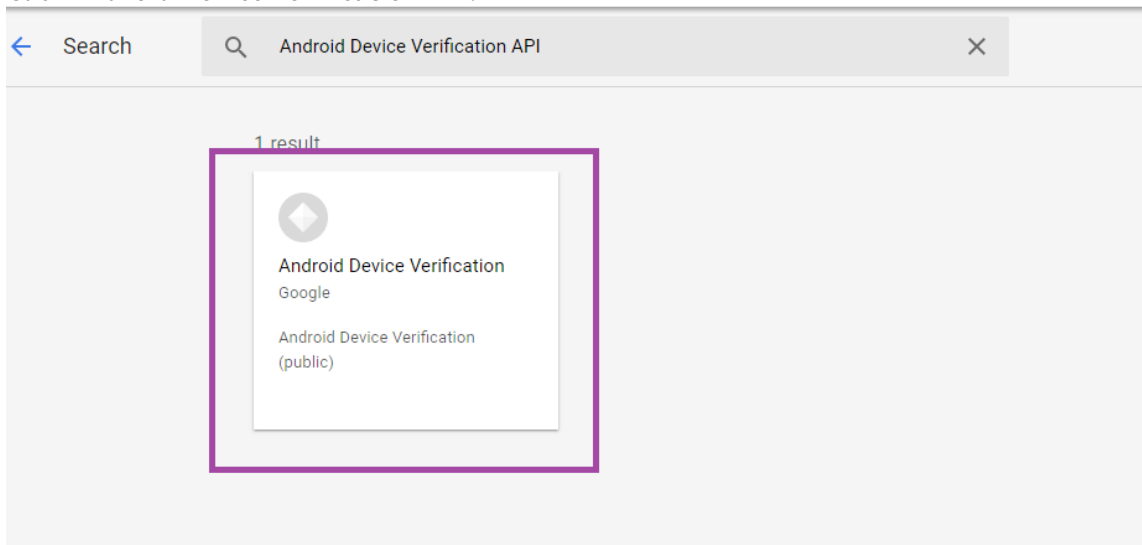 Search
Android Device Verification API
1 result
Android Device Verification
Google
Android Device Verification
(public)